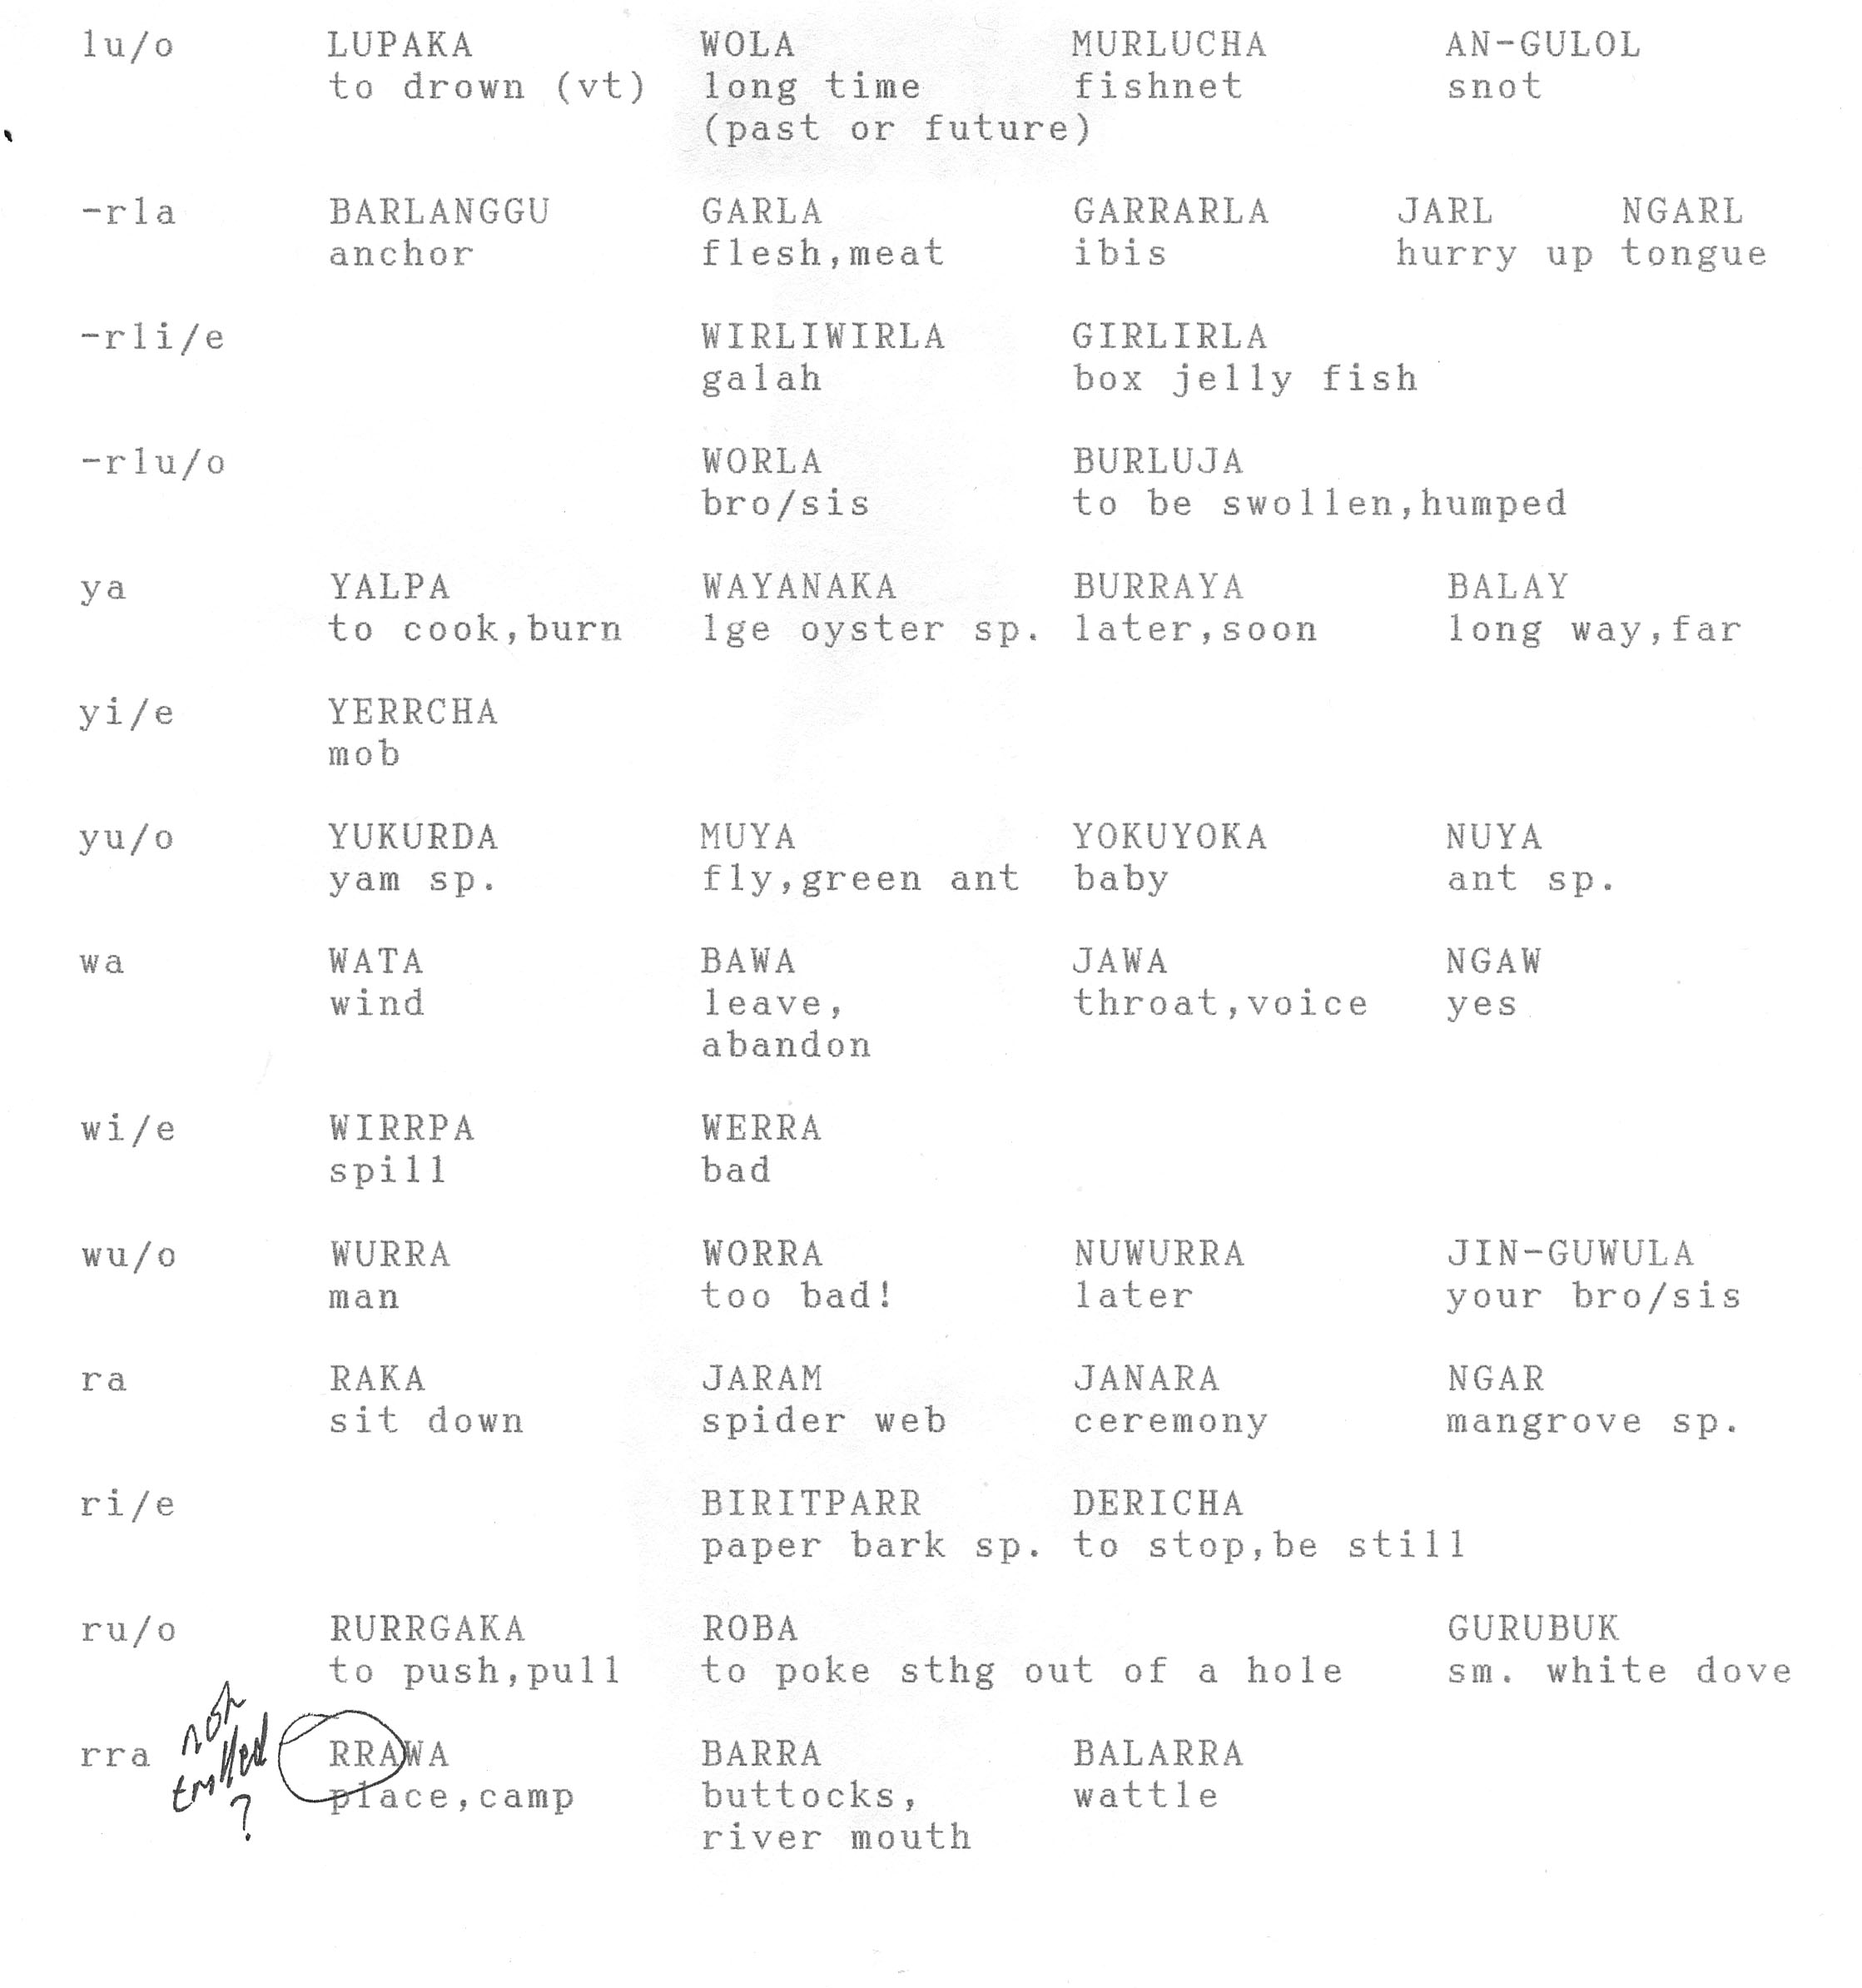 lu/o LUPAKA WOLA MURLUCHA AN-GULOL
to drown (vt) long time fishnet snot
(past or future)
-rla BARLANGGU GARLA GARRARLA JARL NGARL
anchor flesh,meat ibis hurry up tongue
-rli/e WIRLIWIRLA GIRLIRLA
galah box jelly fish
-rlu/o WORLA BURLUJA
bro/sis to be swollen,humped
ya YALPA WAYANAKA BURRAYA BALAY
to cook,burn lge oyster sp. later,soon long way,far
yi/e YERRCHA
mob
yu/o YUKURDA MUYA YOKUYOKA NUYA
yam sp. fly,green ant baby ant sp.
wa WATA BAWA JAWA NGAW
wind leave, throat,voice yes
abandon
wi/e WIRRPA WERRA
spill bad
wu/o WURRA WORRA NUWURRA JIN-GUWULA
man too bad! later your bro/sis
ra RAKA JARAM JANARA NGAR
sit down spider web ceremony mangrove sp.
ri/e BIRITPARR DERICHA
paper bark sp. to stop,be still
ru/o RURRGAKA ROBA GURUBUK
to push,pull to poke sthg out of a hole sm. white dove
not
trilled
?
rra RRAWA BARRA BALARRA
place,camp buttocks, wattle
river mouth